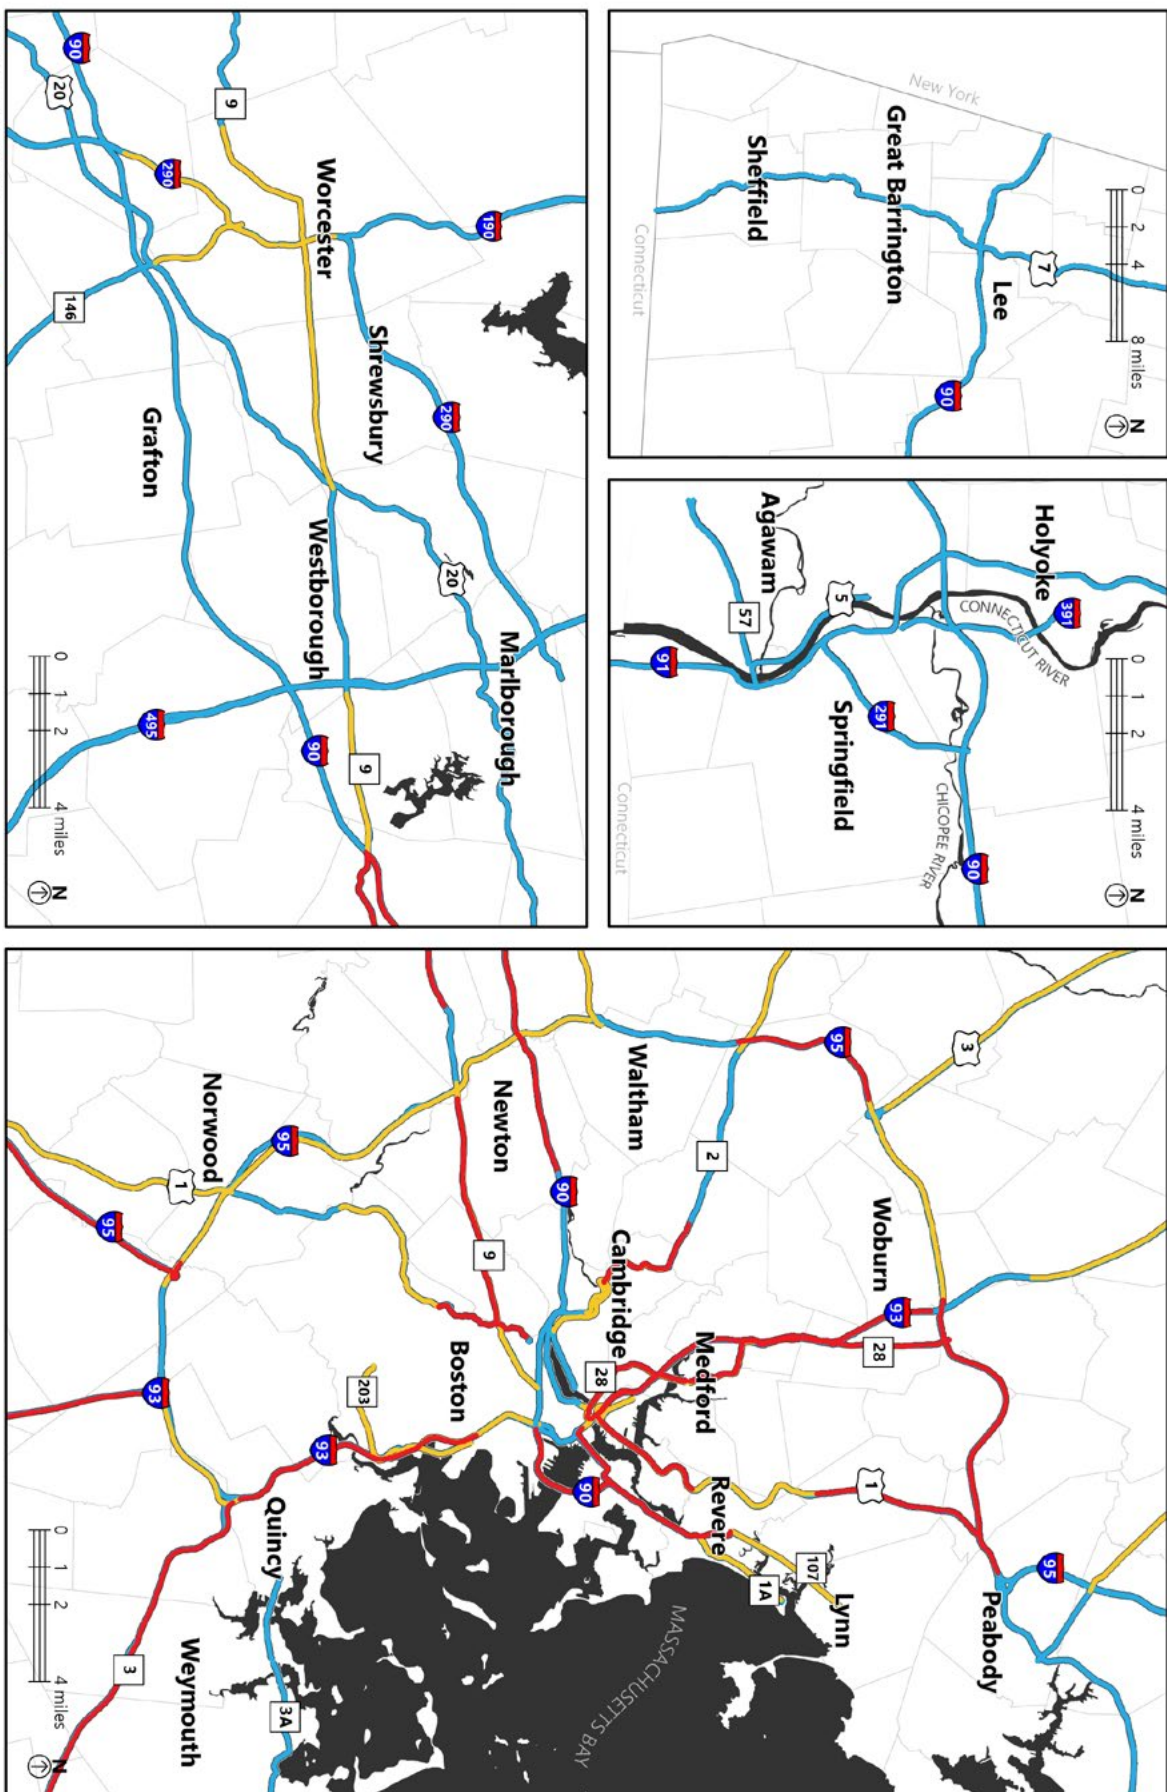 0 2 4 8 miles
N
7
Lee
New York
90
Great Barrington
Sheffield
Connecticut
0 1 2 4 miles
N
Holyoke
391
CONNECTICUT RIVER
90
CHICOPEE RIVER
291
5
Springfield
Agawam
57
91
Connecticut
190
Marlborough
290
20
Shrewsbury
Worcester
9
Westborough
9
90
290
495
Grafton
146
20
90
0 1 2 4 miles
N
3
95
Peabody
Woburn
93
28
1
95
Lynn
107
1A
Revere
Medford
2
MASSACHUSETTS BAY
Waltham
Cambridge
28
90
90
Newton
9
Boston
203
93
95
Quincy
3A
Norwood
1
Weymouth
93
3
95
0 1 2 4 miles
N